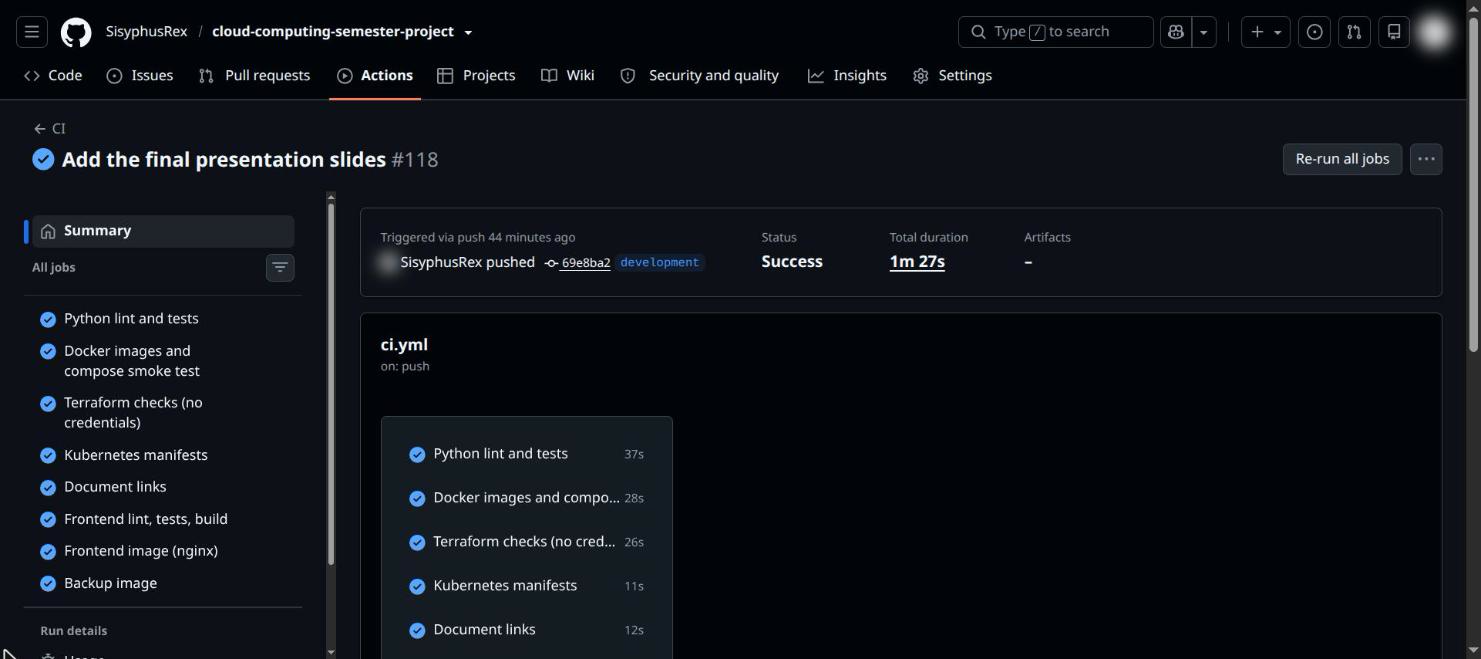 SisyphusRex / cloud-computing-semester-project
Type / to search
Code Issues Pull requests Actions Projects Wiki Security and quality Insights Settings
CI
Add the final presentation slides #118
Re-run all jobs
Summary
All jobs
Python lint and tests
Docker images and
compose smoke test
Terraform checks (no
credentials)
Kubernetes manifests
Document links
Frontend lint, tests, build
Frontend image (nginx)
Backup image
Run details
Usage
Triggered via push 44 minutes ago
SisyphusRex pushed 69e8ba2 development
Status
Success
Total duration
1m 27s
Artifacts
–
ci.yml
on: push
Python lint and tests 37s
Docker images and compo... 28s
Terraform checks (no cred... 26s
Kubernetes manifests 11s
Document links 12s